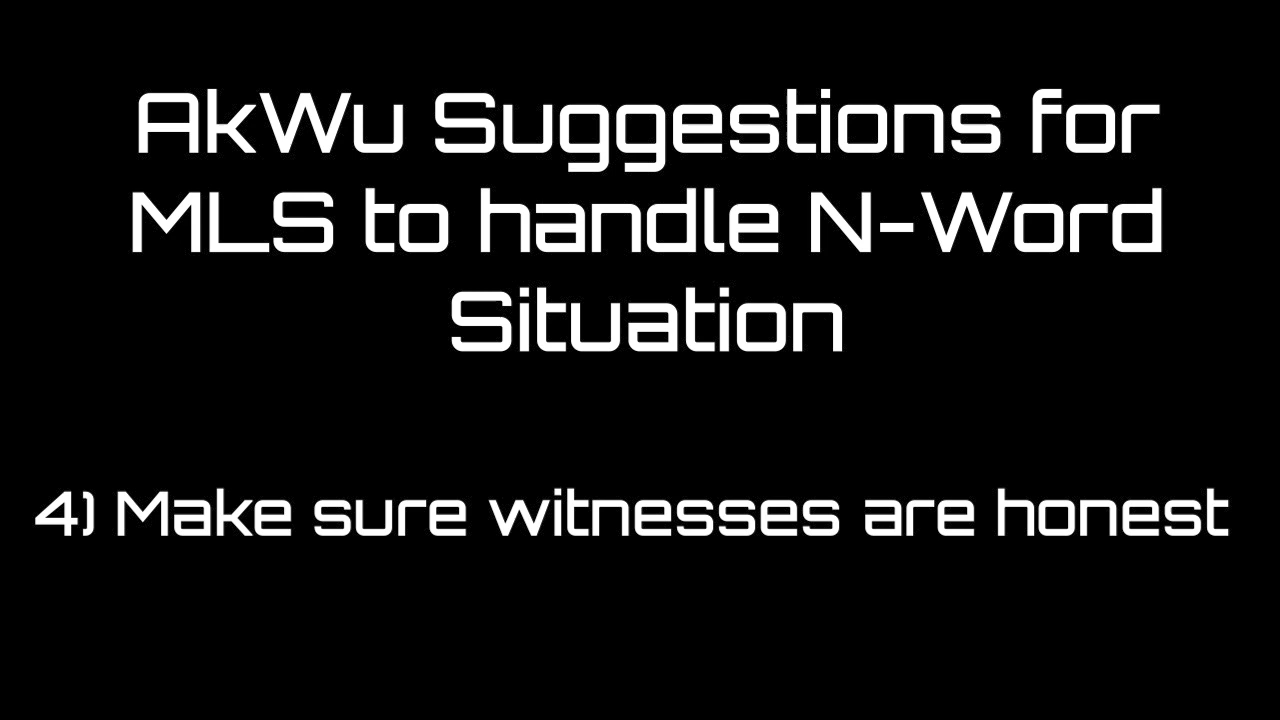 AkWu Suggestions for
MLS to handle N-Word
Situation
4) Make sure witnesses are honest